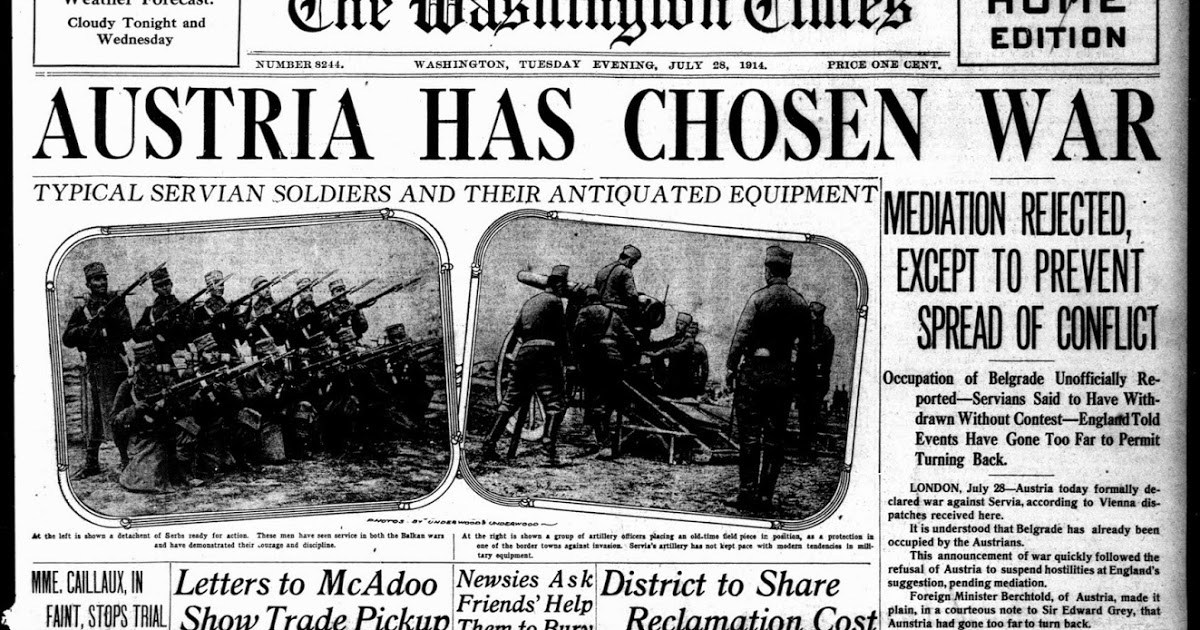 Weather Forecast:
Cloudy Tonight and
Wednesday
The Washington Times
HOME
EDITION
NUMBER 8244.
WASHINGTON, TUESDAY EVENING, JULY 28, 1914.
PRICE ONE CENT.
AUSTRIA HAS CHOSEN WAR
TYPICAL SERVIAN SOLDIERS AND THEIR ANTIQUATED EQUIPMENT
PHOTOS BY UNDERWOOD & UNDERWOOD
At the left is shown a detachent of Serbs ready for action. These men have seen service in both the Balkan wars
and have demonstrated their courage and discipline.
At the right is shown a group of artillery officers placing an old-time field piece in position, as a protection in
one of the border towns against invasion. Servia's artillery has not kept pace with modern tendencies in mili-
tary equipment.
MEDIATION REJECTED,
EXCEPT TO PREVENT
SPREAD OF CONFLICT
Occupation of Belgrade Unofficially Re-
ported—Servians Said to Have With-
drawn Without Contest—England Told
Events Have Gone Too Far to Permit
Turning Back.
LONDON, July 28—Austria today formally de-
clared war against Servia, according to Vienna dis-
patches received here.
It is understood that Belgrade has already been
occupied by the Austrians.
This announcement of war quickly followed the
refusal of Austria to suspend hostilities at England's
suggestion, pending mediation.
Foreign Minister Berchtold, of Austria, made it
plain, in a courteous note to Sir Edward Grey, that
Austria had gone too far to turn back.
MME. CAILLAUX, IN
FAINT, STOPS TRIAL
Letters to McAdoo
Show Trade Pickup
Newsies Ask
Friends' Help
Them to Bury
District to Share
Reclamation Cost